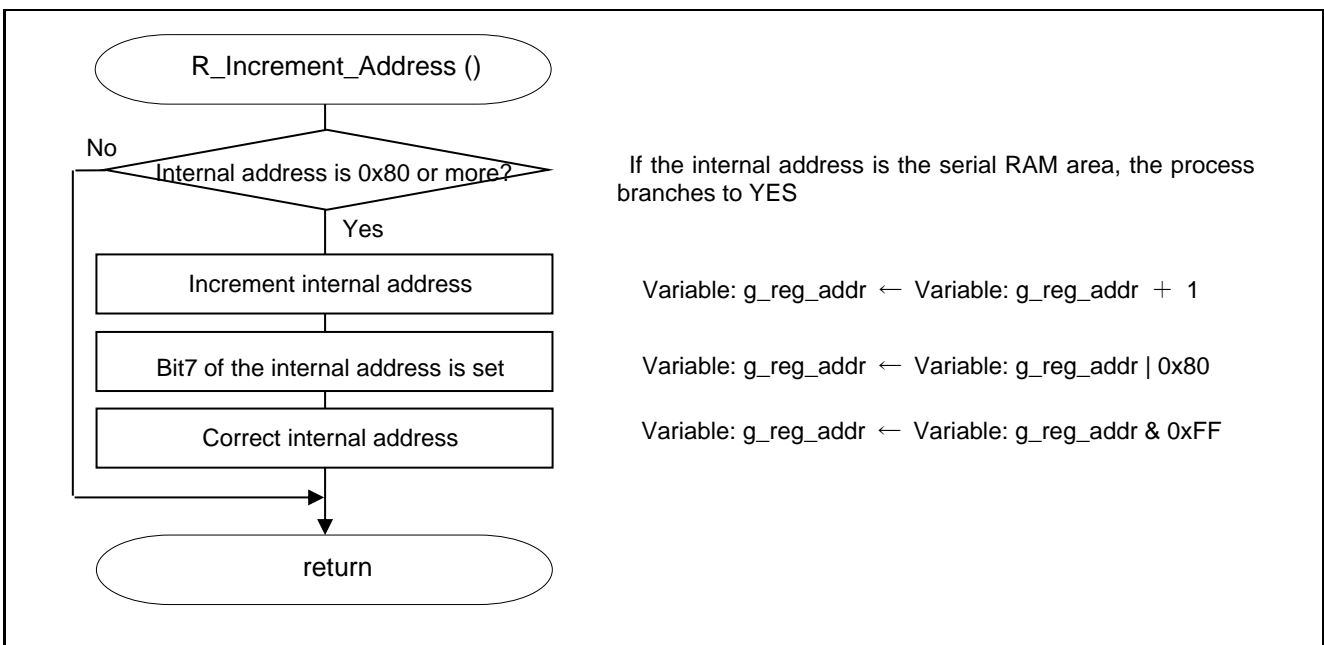 R_Increment_Address ()
No
Internal address is 0x80 or more?
If the internal address is the serial RAM area, the process
branches to YES
Yes
Increment internal address
Variable: g_reg_addr ← Variable: g_reg_addr ＋ 1
Bit7 of the internal address is set
Variable: g_reg_addr ← Variable: g_reg_addr | 0x80
Correct internal address
Variable: g_reg_addr ← Variable: g_reg_addr & 0xFF
return